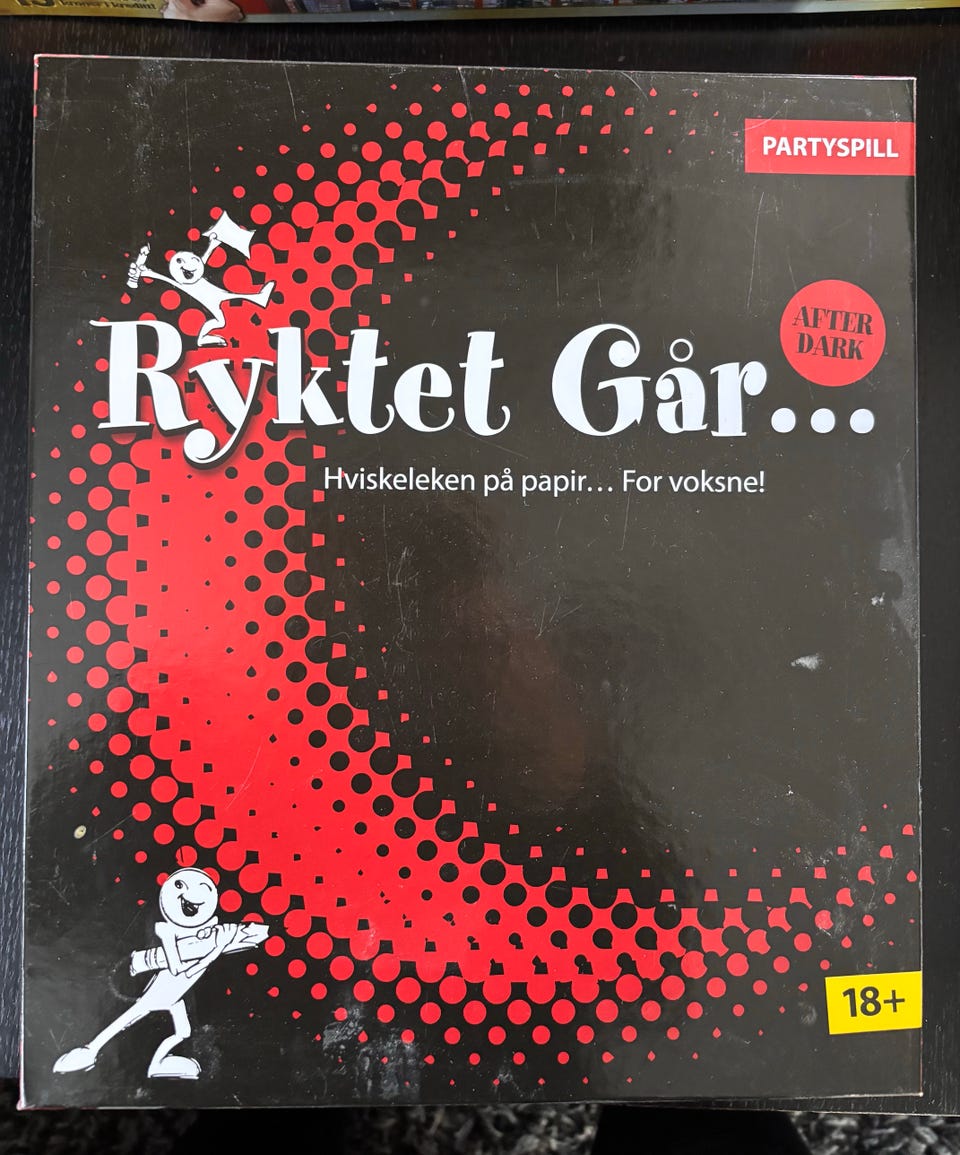 PARTYSPILL
AFTER
DARK
Ryktet Går...
Hviskeleken på papir... For voksne!
18+